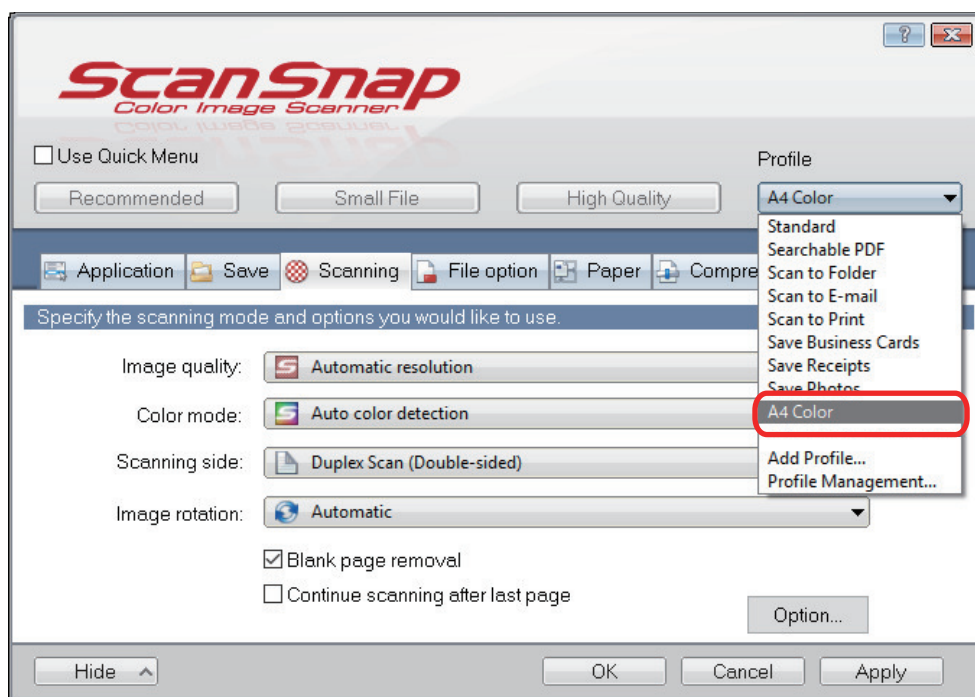 ScanSnap
Color Image Scanner
Use Quick Menu
Profile
Recommended
Small File
High Quality
A4 Color
Standard
Searchable PDF
Scan to Folder
Scan to E-mail
Scan to Print
Save Business Cards
Save Receipts
Save Photos
A4 Color
Add Profile...
Profile Management...
Application
Save
Scanning
File option
Paper
Compre
Specify the scanning mode and options you would like to use.
Image quality:
Automatic resolution
Color mode:
Auto color detection
Scanning side:
Duplex Scan (Double-sided)
Image rotation:
Automatic
Blank page removal
Continue scanning after last page
Option...
Hide
OK
Cancel
Apply